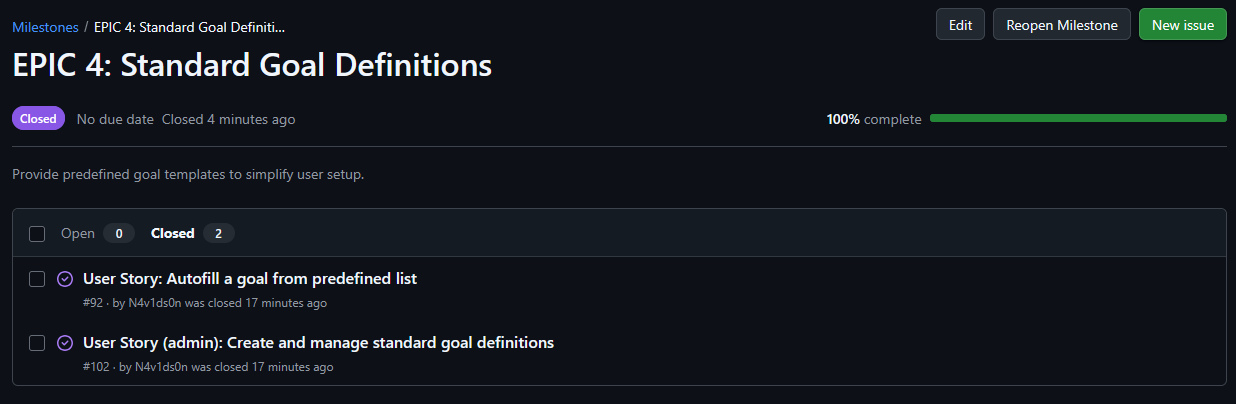 Milestones / EPIC 4: Standard Goal Definiti...
Edit
Reopen Milestone
New issue
EPIC 4: Standard Goal Definitions
Closed No due date Closed 4 minutes ago
100% complete
Provide predefined goal templates to simplify user setup.
Open 0 Closed 2
User Story: Autofill a goal from predefined list
#92 · by N4v1ds0n was closed 17 minutes ago
User Story (admin): Create and manage standard goal definitions
#102 · by N4v1ds0n was closed 17 minutes ago